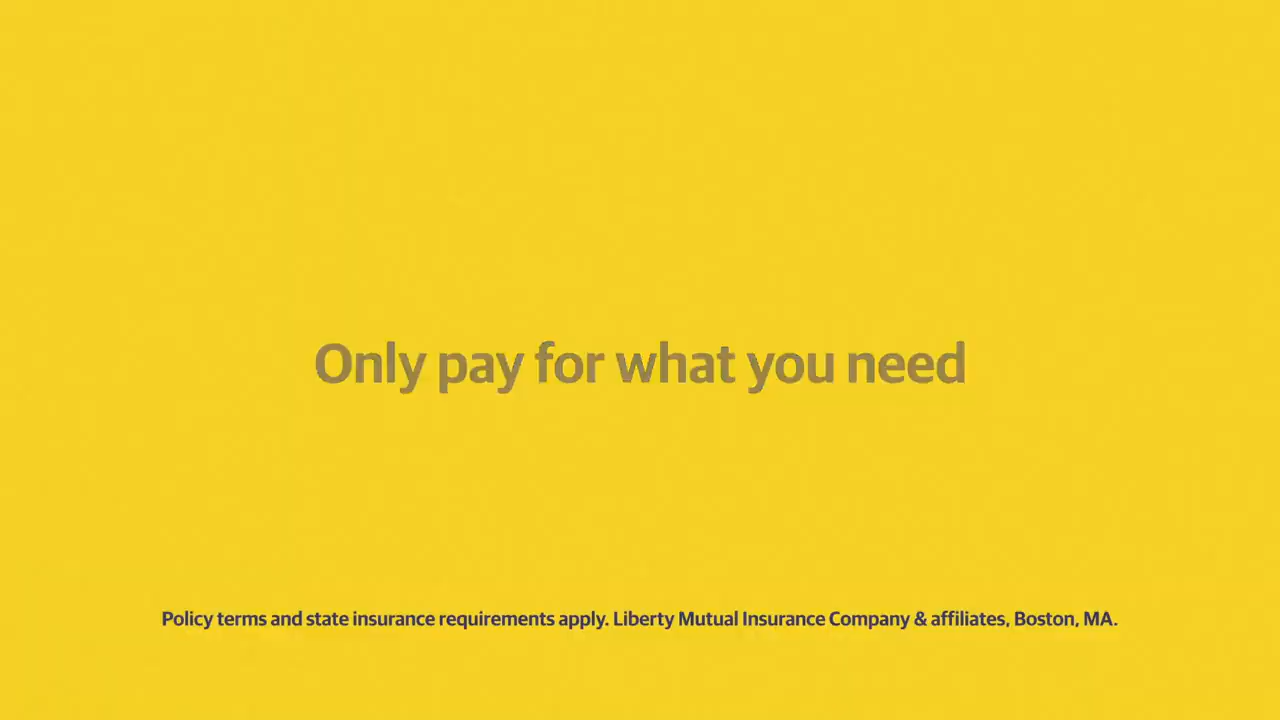 Only pay for what you need
Policy terms and state insurance requirements apply. Liberty Mutual Insurance Company & affiliates, Boston, MA.